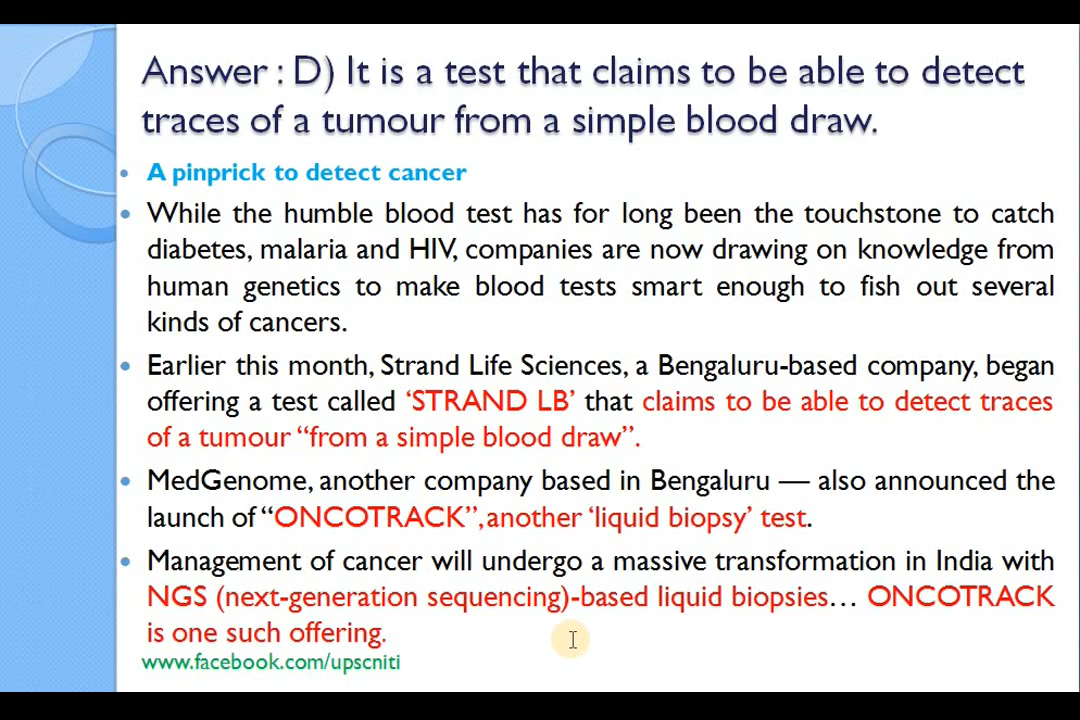 Answer : D) It is a test that claims to be able to detect
traces of a tumour from a simple blood draw.
• A pinprick to detect cancer
• While the humble blood test has for long been the touchstone to catch
diabetes, malaria and HIV, companies are now drawing on knowledge from
human genetics to make blood tests smart enough to fish out several
kinds of cancers.
• Earlier this month, Strand Life Sciences, a Bengaluru-based company, began
offering a test called ‘STRAND LB’ that claims to be able to detect traces
of a tumour “from a simple blood draw”.
• MedGenome, another company based in Bengaluru — also announced the
launch of “ONCOTRACK”, another ‘liquid biopsy’ test.
• Management of cancer will undergo a massive transformation in India with
NGS (next-generation sequencing)-based liquid biopsies… ONCOTRACK
is one such offering.
www.facebook.com/upscniti